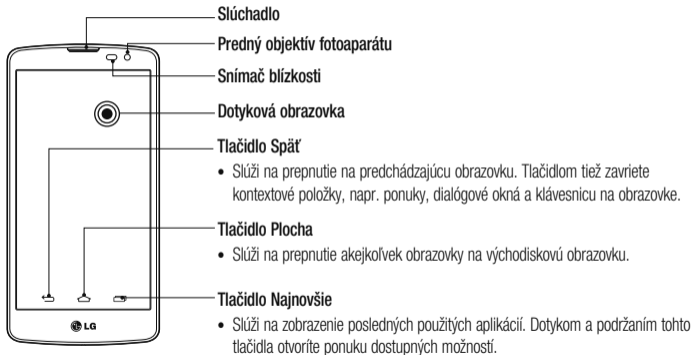 Slúchadlo
Predný objektív fotoaparátu
Snímač blízkosti
Dotyková obrazovka
Tlačidlo Späť
• Slúži na prepnutie na predchádzajúcu obrazovku. Tlačidlom tiež zavriete
kontextové položky, napr. ponuky, dialógové okná a klávesnicu na obrazovke.
Tlačidlo Plocha
• Slúži na prepnutie akejkoľvek obrazovky na východiskovú obrazovku.
Tlačidlo Najnovšie
• Slúži na zobrazenie posledných použitých aplikácií. Dotykom a podržaním tohto
tlačidla otvoríte ponuku dostupných možností.
LG